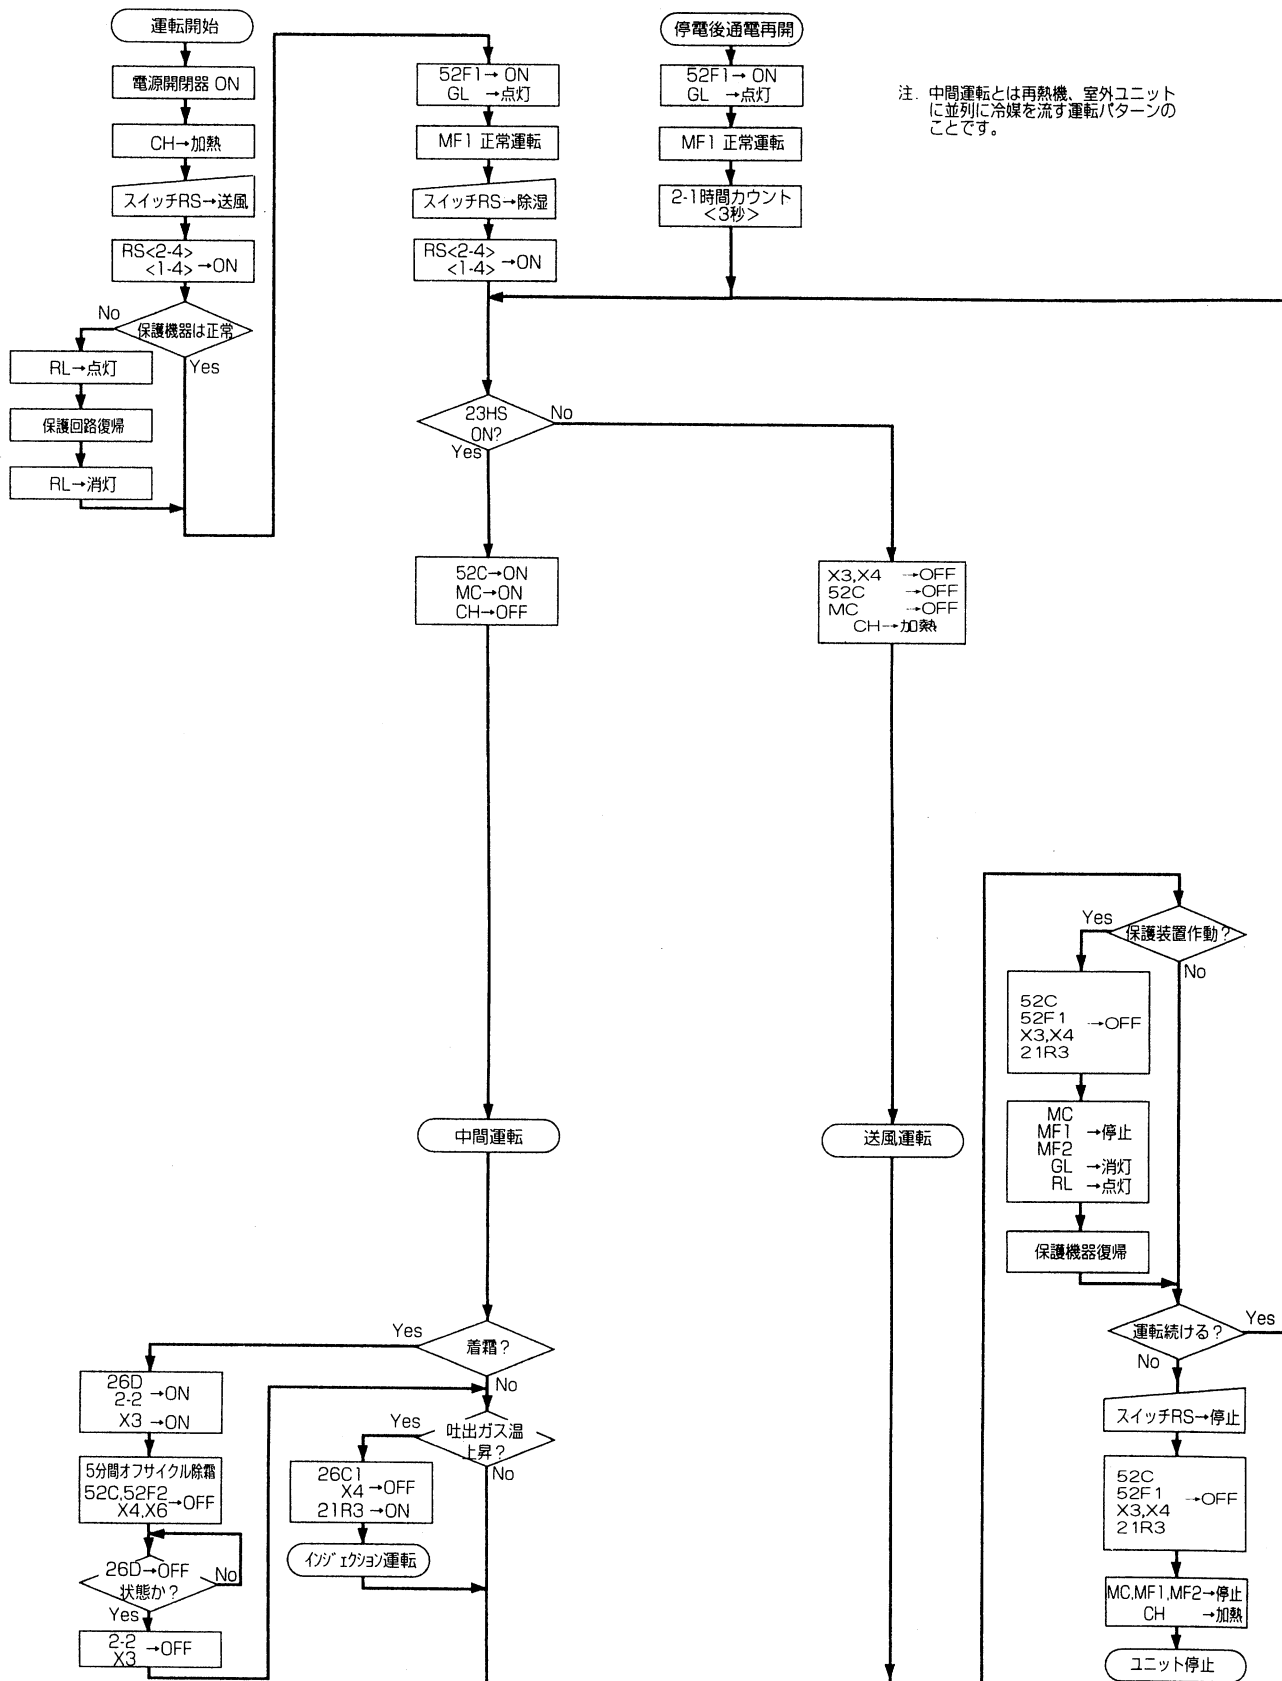 運転開始
電源開閉器 ON
CH→加熱
スイッチRS→送風
RS<2-4>
<1-4> →ON
保護機器は正常
No
Yes
RL→点灯
保護回路復帰
RL→消灯
52F1→ ON
GL →点灯
MF1 正常運転
スイッチRS→除湿
RS<2-4>
<1-4> →ON
停電後通電再開
52F1→ ON
GL →点灯
MF1 正常運転
2-1時間カウント
<3秒>
注. 中間運転とは再熱機、室外ユニット
に並列に冷媒を流す運転パターンの
ことです。
23HS
ON?
No
Yes
52C→ON
MC→ON
CH→OFF
X3,X4 →OFF
52C →OFF
MC →OFF
CH→加熱
中間運転
送風運転
着霜?
Yes
No
26D
2-2 →ON
X3 →ON
5分間オフサイクル除霜
52C,52F2
X4,X6 →OFF
26D→OFF
状態か?
No
Yes
2-2
X3 →OFF
吐出ガス温
上昇?
Yes
No
26C1
X4 →OFF
21R3 →ON
インジェクション運転
保護装置作動?
Yes
No
52C
52F1 →OFF
X3,X4
21R3
MC
MF1 →停止
MF2
GL →消灯
RL →点灯
保護機器復帰
運転続ける?
Yes
No
スイッチRS→停止
52C
52F1 →OFF
X3,X4
21R3
MC,MF1,MF2→停止
CH →加熱
ユニット停止